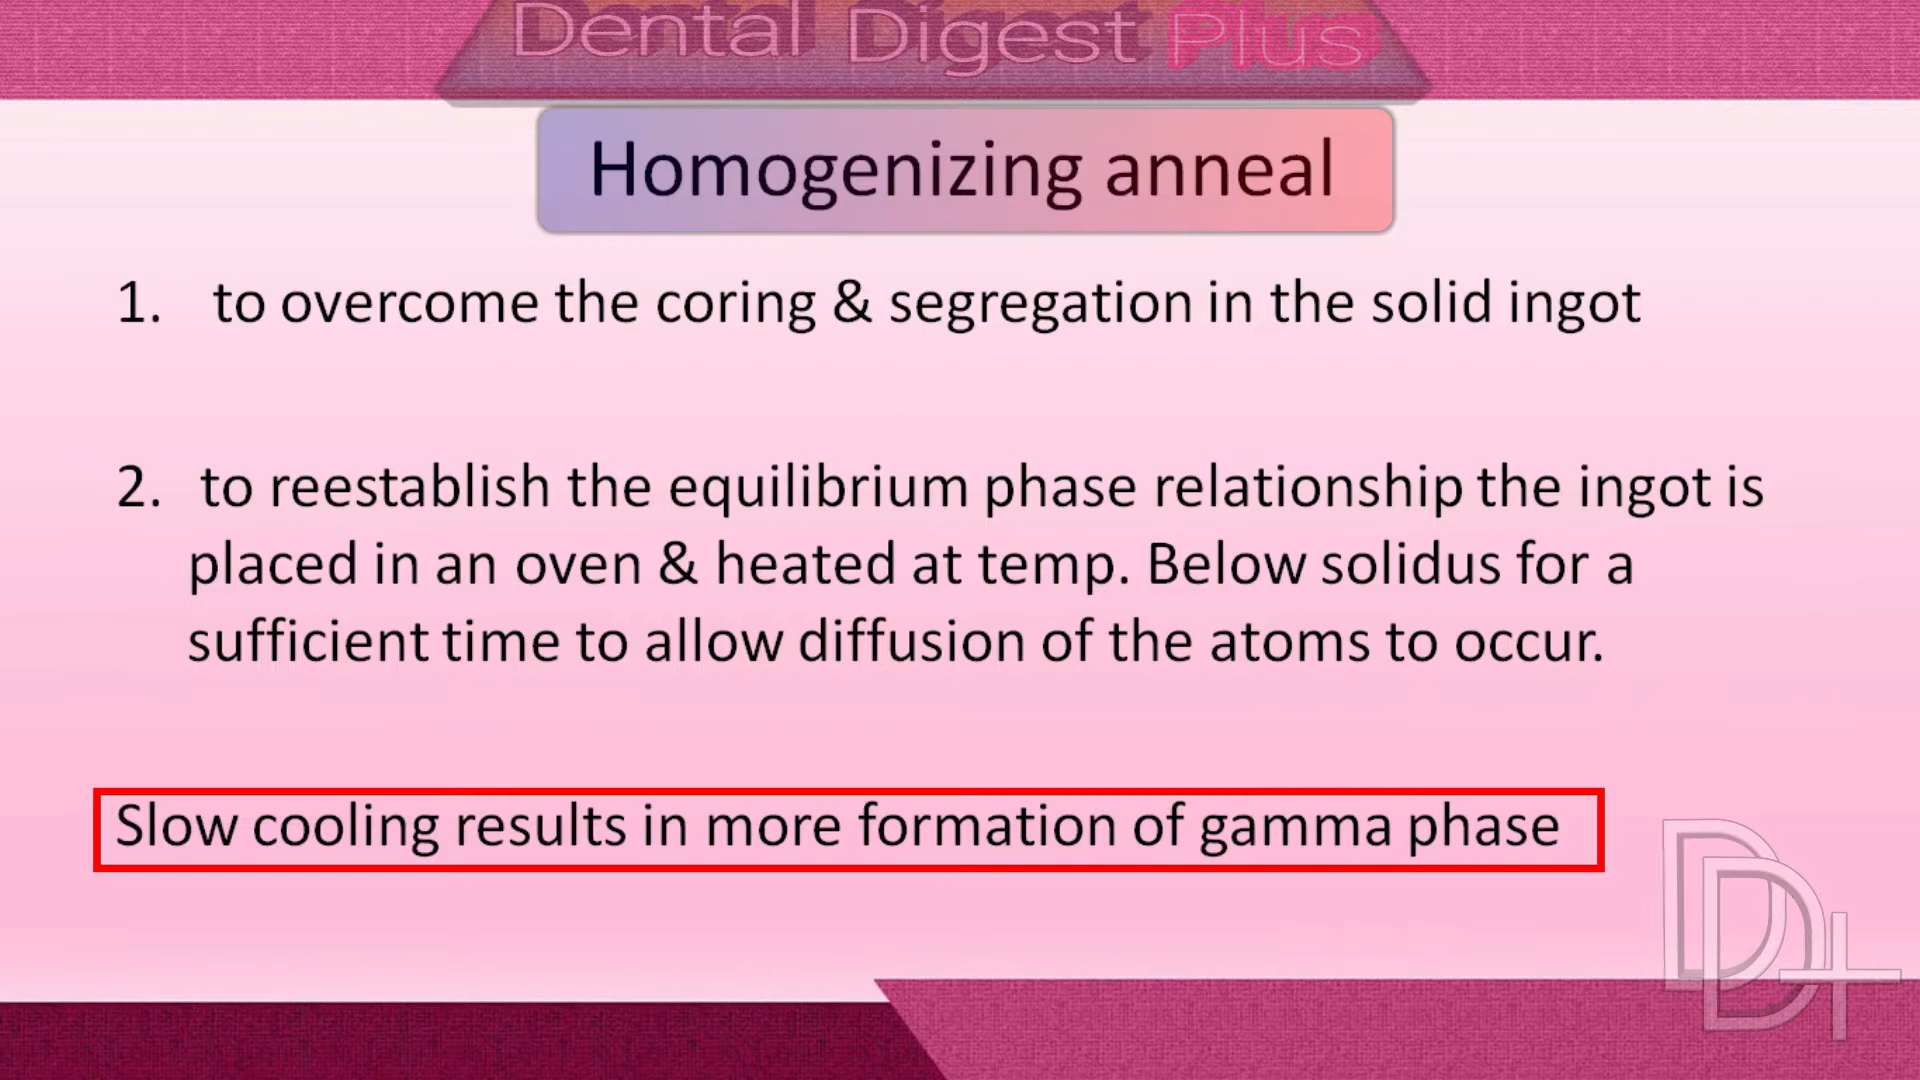 Dental Digest Plus
Homogenizing anneal
1. to overcome the coring & segregation in the solid ingot
2. to reestablish the equilibrium phase relationship the ingot is
placed in an oven & heated at temp. Below solidus for a
sufficient time to allow diffusion of the atoms to occur.
Slow cooling results in more formation of gamma phase
DD+